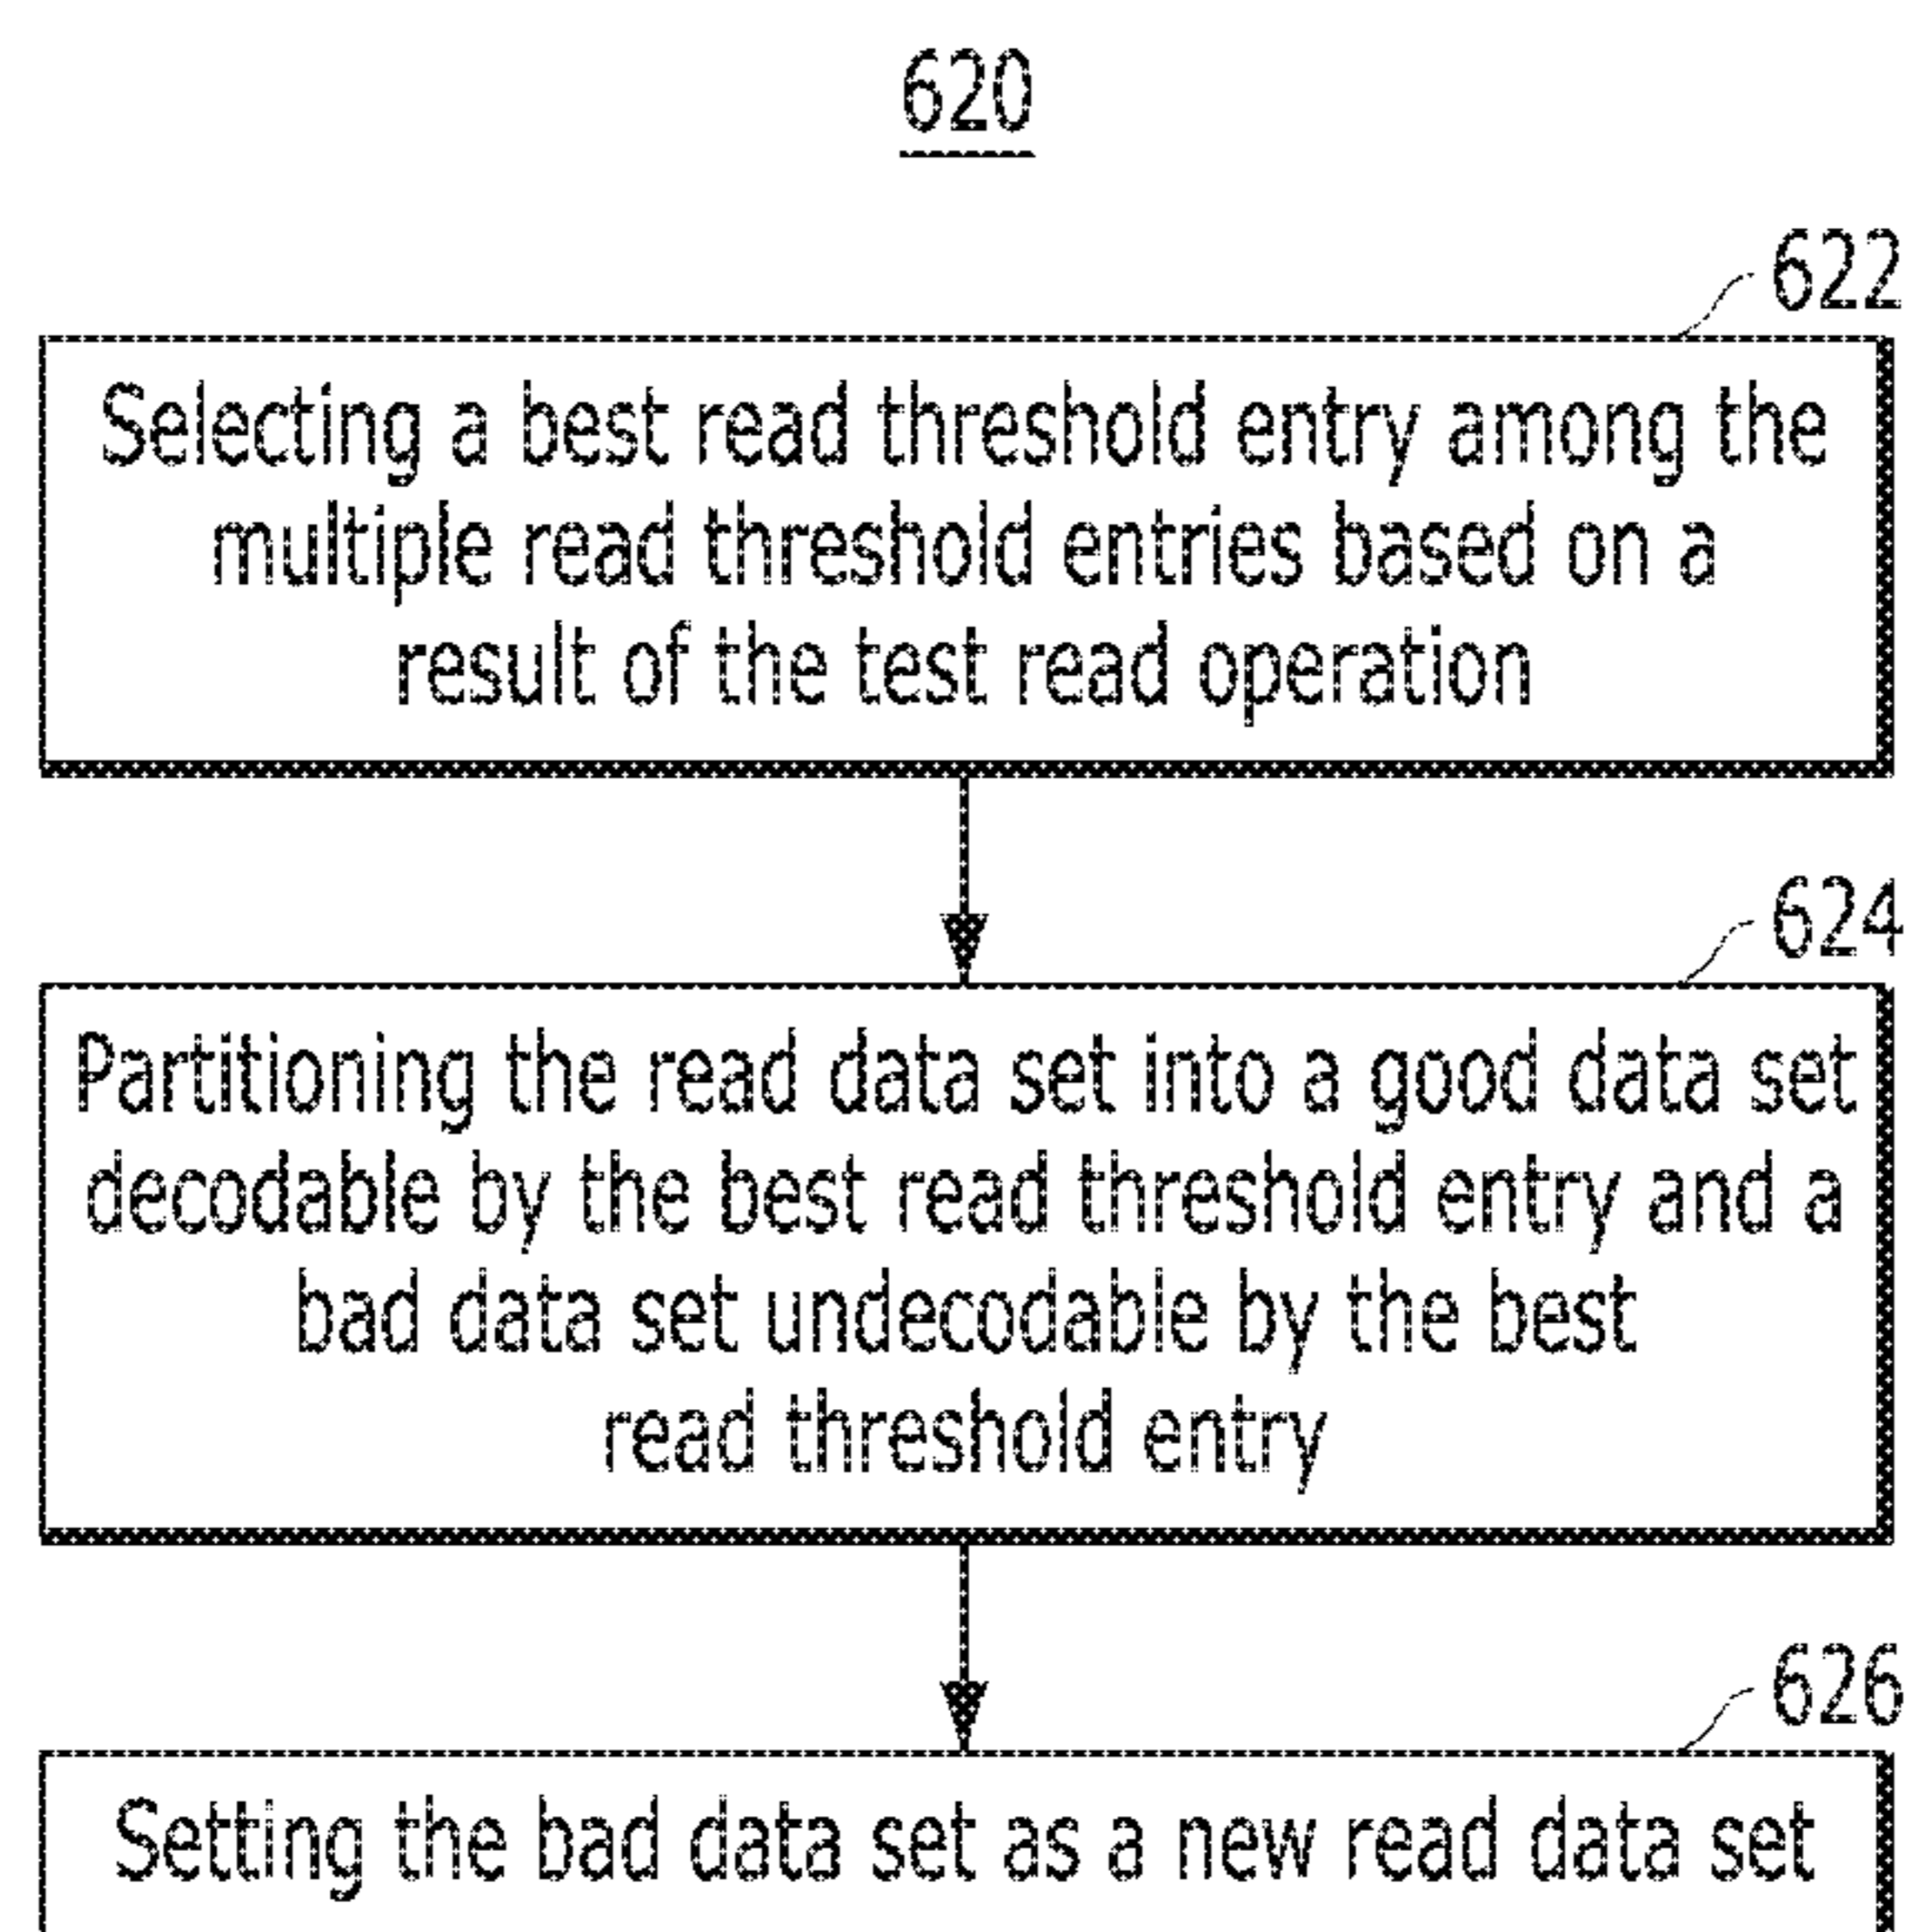 620
622
Selecting a best read threshold entry among the
multiple read threshold entries based on a
result of the test read operation
624
Partitioning the read data set into a good data set
decodable by the best read threshold entry and a
bad data set undecodable by the best
read threshold entry
626
Setting the bad data set as a new read data set